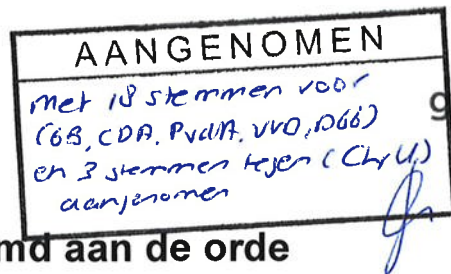 AANGENOMEN
met 18 stemmen voor
(GB, CDA, PvdA, VVD, D66)
en 3 stemmen tegen (ChrU)
aangenomen
g
md aan de orde